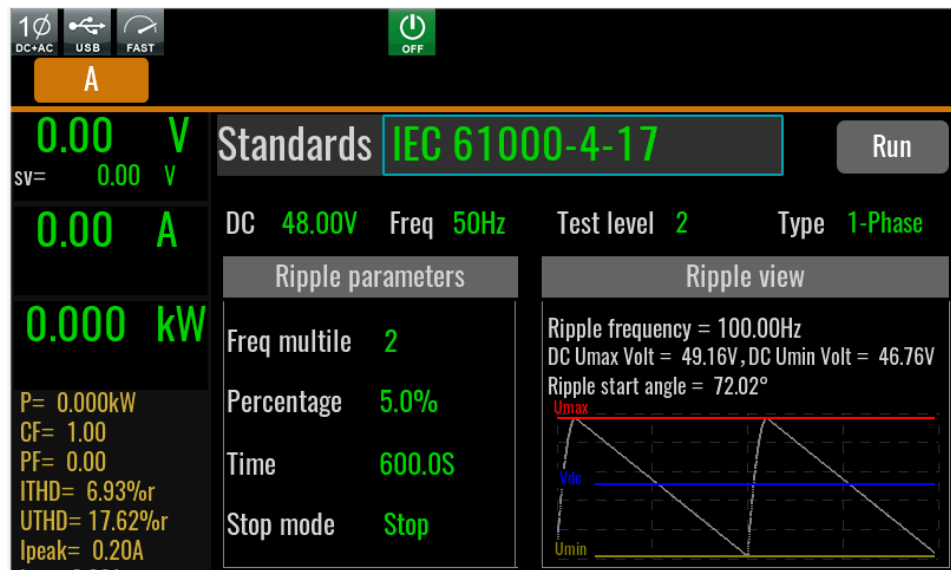 1Ø
DC+AC
USB
FAST
OFF
A
0.00 V
sv= 0.00 V
0.00 A
0.000 kW
P= 0.000kW
CF= 1.00
PF= 0.00
ITHD= 6.93%r
UTHD= 17.62%r
Ipeak= 0.20A
Standards IEC 61000-4-17
Run
DC 48.00V Freq 50Hz Test level 2 Type 1-Phase
Ripple parameters
Freq multile 2
Percentage 5.0%
Time 600.0S
Stop mode Stop
Ripple view
Ripple frequency = 100.00Hz
DC Umax Volt = 49.16V, DC Umin Volt = 46.76V
Ripple start angle = 72.02°
Umax
Vdc
Umin